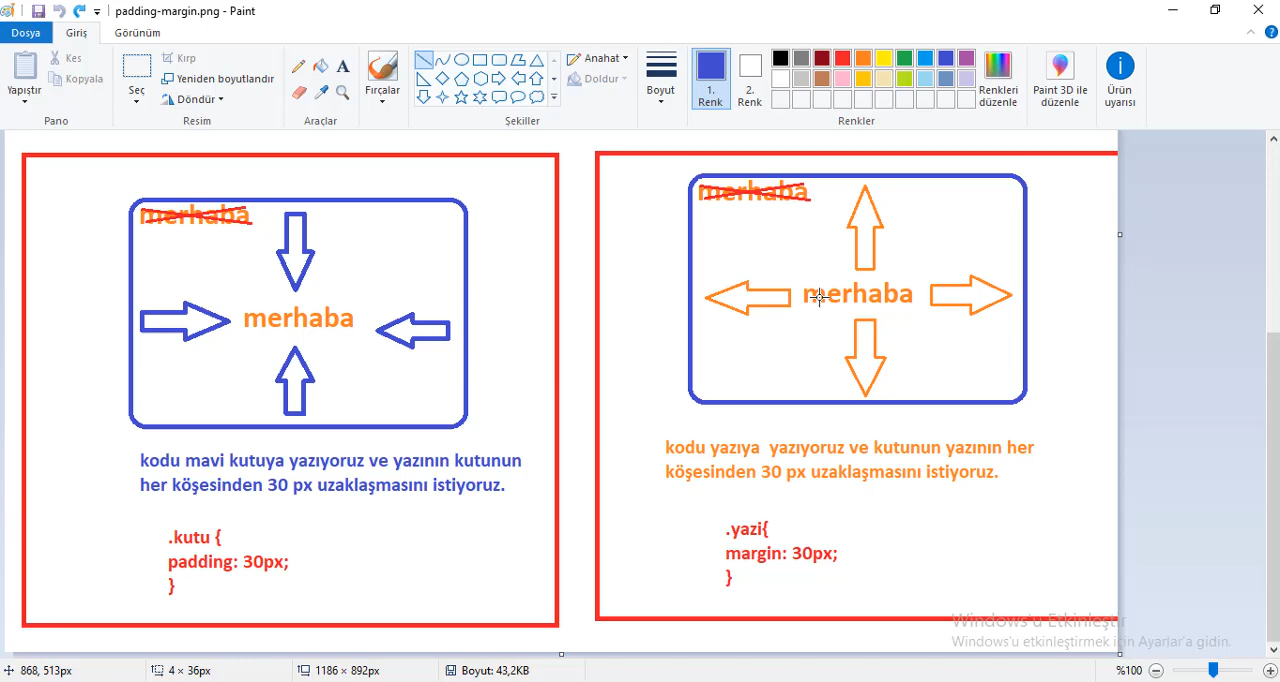 padding-margin.png - Paint
Dosya Giriş Görünüm
Yapıştır
Kes
Kopyala
Pano
Seç
Kırp
Yeniden boyutlandır
Döndür
Resim
A
Araçlar
Fırçalar
Şekiller
Anahat
Doldur
Boyut
1.
Renk
2.
Renk
Renkleri
düzenle
Renkler
Paint 3D ile
düzenle
Ürün
uyarısı
merhaba
merhaba
kodu mavi kutuya yazıyoruz ve yazının kutunun
her köşesinden 30 px uzaklaşmasını istiyoruz.
.kutu {
padding: 30px;
}
merhaba
merhaba
kodu yazıya yazıyoruz ve kutunun yazının her
köşesinden 30 px uzaklaşmasını istiyoruz.
.yazi{
margin: 30px;
}
Windows'u Etkinleştir
Windows'u etkinleştirmek için Ayarlar'a gidin.
868, 513px
4 × 36px
1186 × 892px
Boyut: 43,2KB
%100